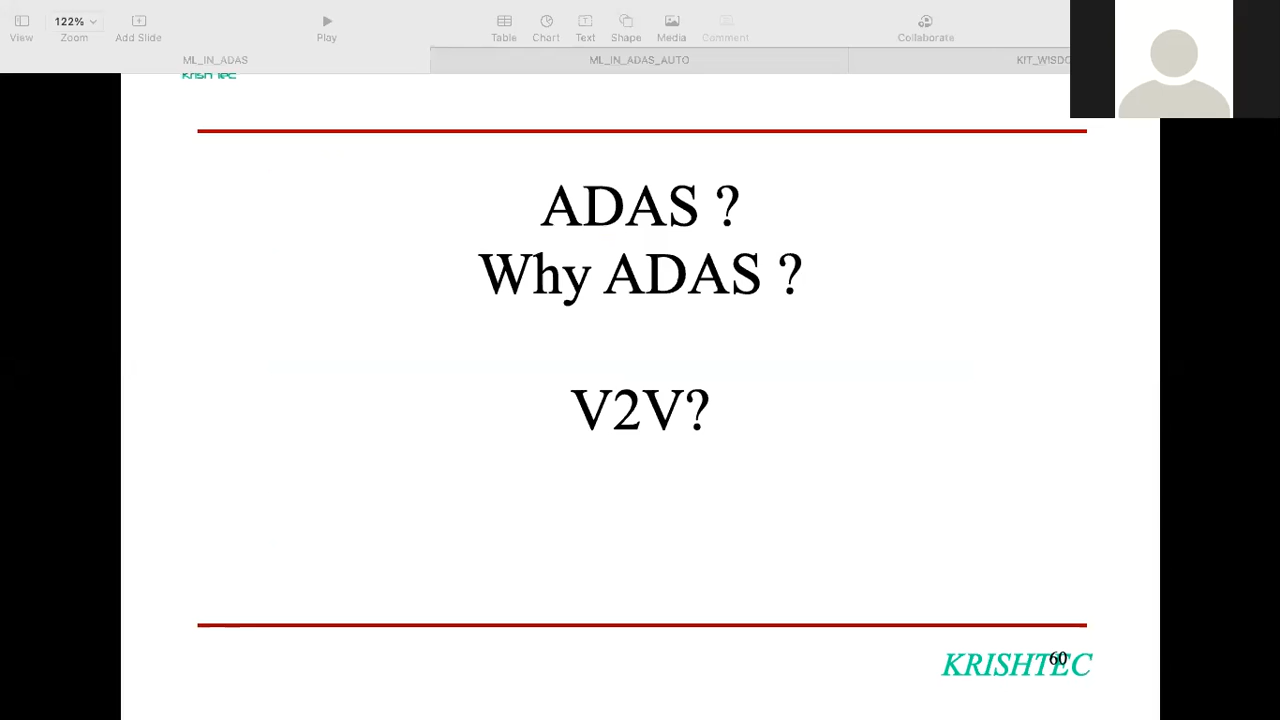 122%
View
Zoom
Add Slide
Play
Table
Chart
Text
Shape
Media
Comment
Collaborate
ML_IN_ADAS
ML_IN_ADAS_AUTO
ADAS ?
Why ADAS ?
V2V?
60
KRISHTEC